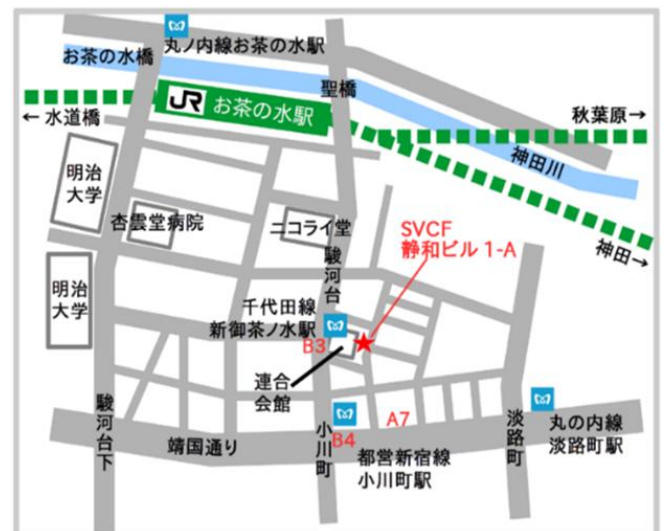 丸ノ内線お茶の水駅
お茶の水橋
聖橋
JR お茶の水駅
← 水道橋
秋葉原→
神田川
神田→
明治
大学
杏雲堂病院
ニコライ堂
SVCF
静和ビル 1-A
駿河台
明治
大学
千代田線
新御茶ノ水駅
B3
連合
会館
駿河台下
靖国通り
小川町
B4
A7
都営新宿線
小川町駅
淡路町
丸の内線
淡路町駅